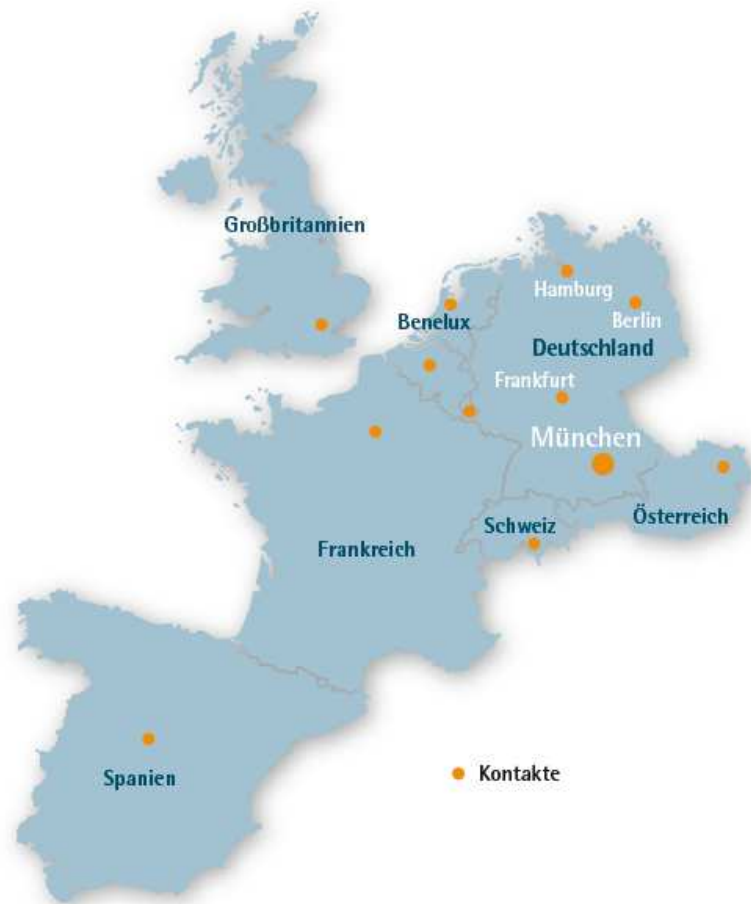 Großbritannien
Hamburg
Benelux
Berlin
Deutschland
Frankfurt
München
Österreich
Schweiz
Frankreich
Spanien
Kontakte